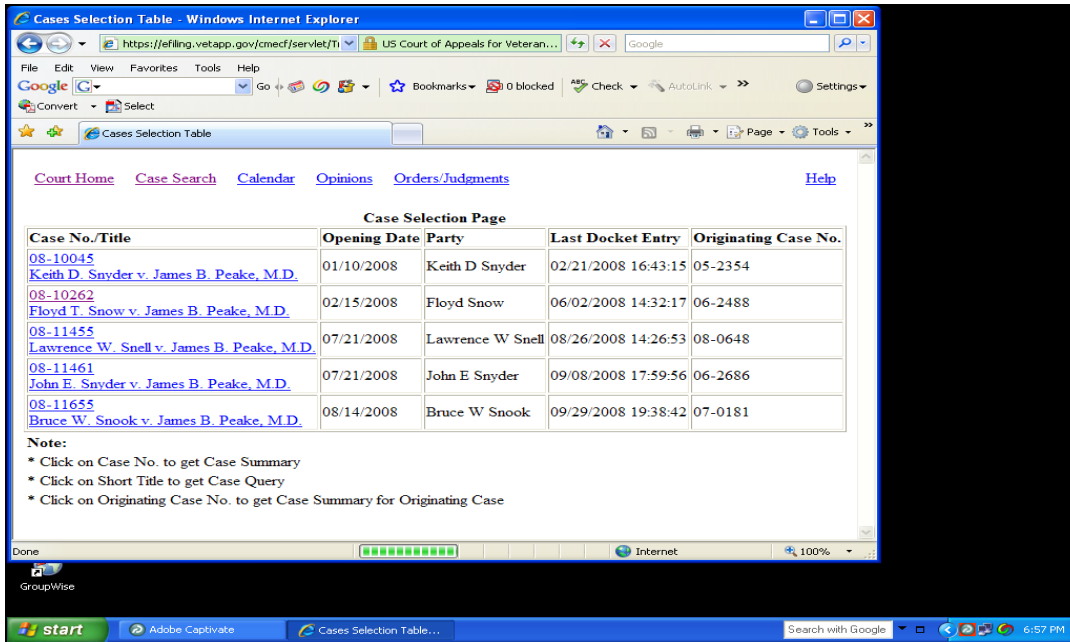 Cases Selection Table - Windows Internet Explorer
https://efiling.vetapp.gov/cmecf/servlet/Tr US Court of Appeals for Veteran... Google
File Edit View Favorites Tools Help
Google G Go Bookmarks 0 blocked ABC Check AutoLink >> Settings
Convert Select
Cases Selection Table Page Tools >>
Court Home Case Search Calendar Opinions Orders/Judgments Help
Case Selection Page
Case No./Title Opening Date Party Last Docket Entry Originating Case No.
08-10045
Keith D. Snyder v. James B. Peake, M.D. 01/10/2008 Keith D Snyder 02/21/2008 16:43:15 05-2354
08-10262
Floyd T. Snow v. James B. Peake, M.D. 02/15/2008 Floyd Snow 06/02/2008 14:32:17 06-2488
08-11455
Lawrence W. Snell v. James B. Peake, M.D. 07/21/2008 Lawrence W Snell 08/26/2008 14:26:53 08-0648
08-11461
John E. Snyder v. James B. Peake, M.D. 07/21/2008 John E Snyder 09/08/2008 17:59:56 06-2686
08-11655
Bruce W. Snook v. James B. Peake, M.D. 08/14/2008 Bruce W Snook 09/29/2008 19:38:42 07-0181
Note:
* Click on Case No. to get Case Summary
* Click on Short Title to get Case Query
* Click on Originating Case No. to get Case Summary for Originating Case
Done Internet 100%
GroupWise
start Adobe Captivate Cases Selection Table... Search with Google 6:57 PM